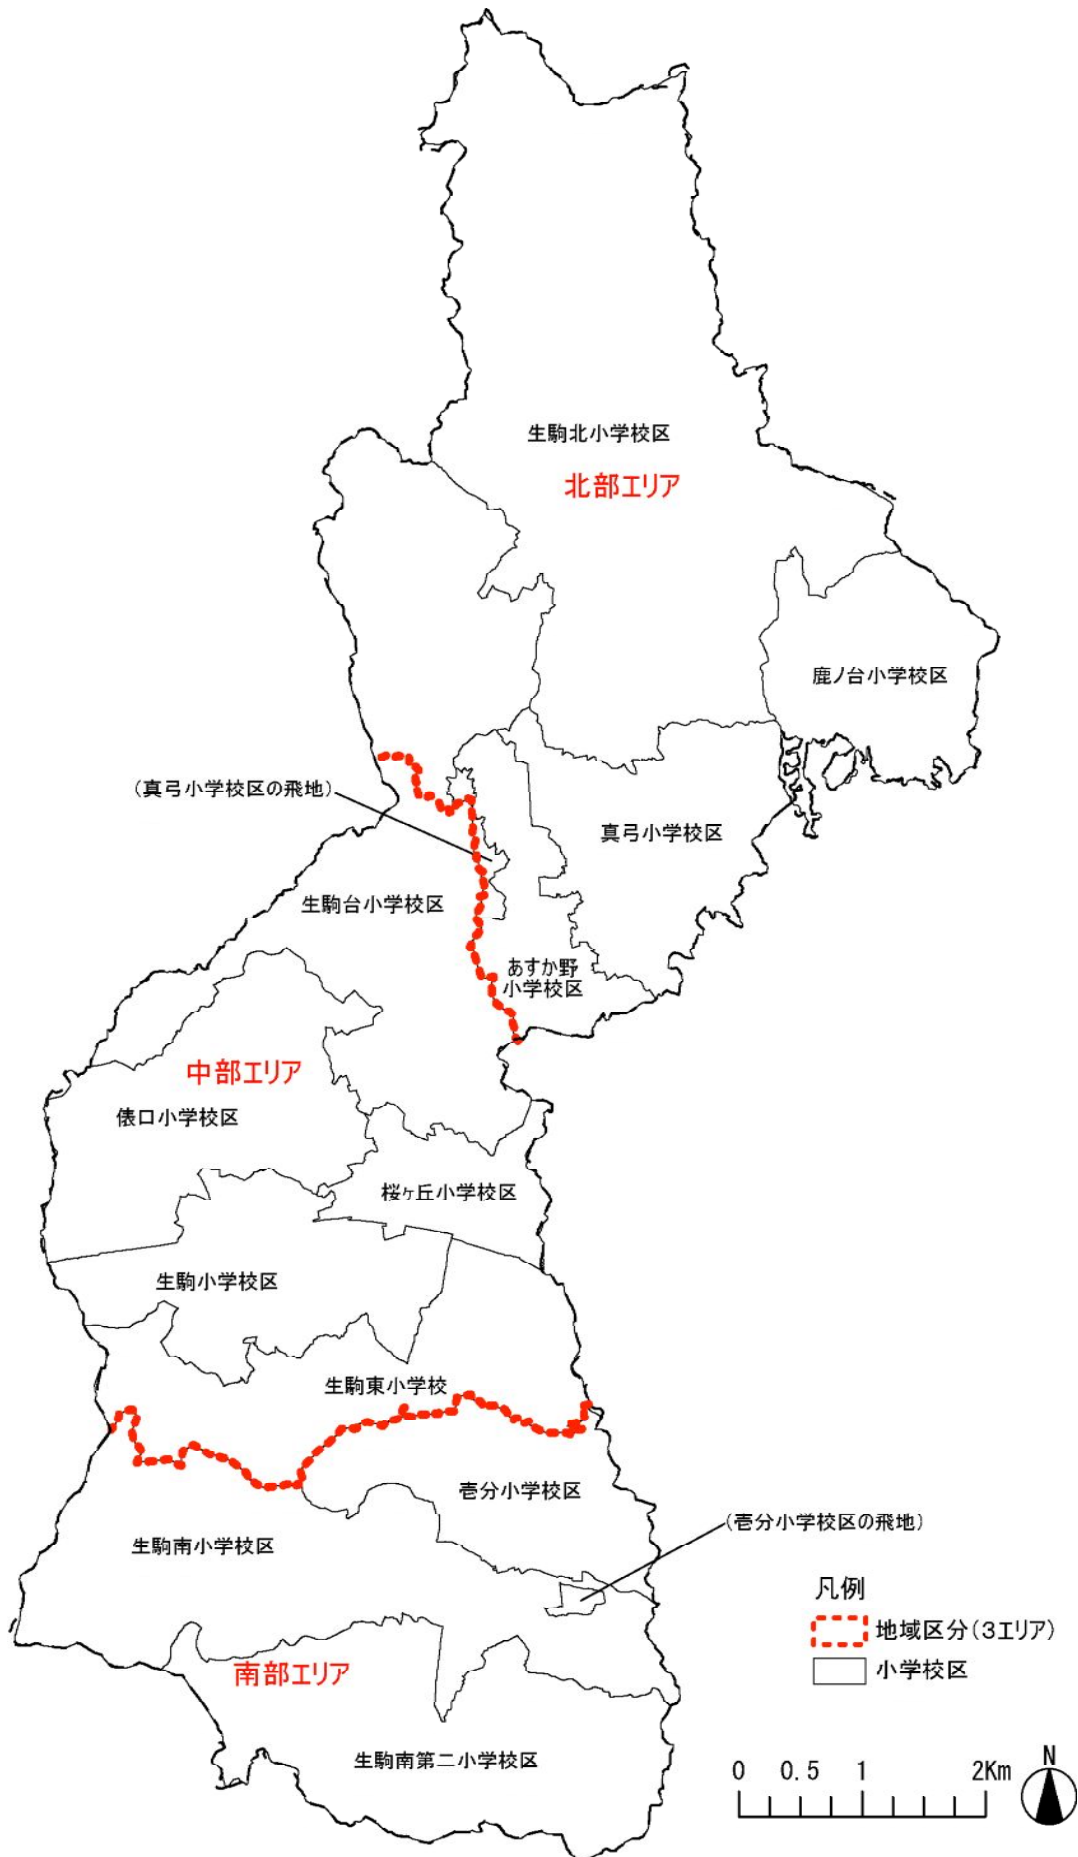 生駒北小学校区
北部エリア
鹿ノ台小学校区
(真弓小学校区の飛地)
真弓小学校区
生駒台小学校区
あすか野
小学校区
中部エリア
俵口小学校区
桜ヶ丘小学校区
生駒小学校区
生駒東小学校
壱分小学校区
(壱分小学校区の飛地)
生駒南小学校区
凡例
地域区分(3エリア)
小学校区
南部エリア
生駒南第二小学校区
0 0.5 1 2Km
N